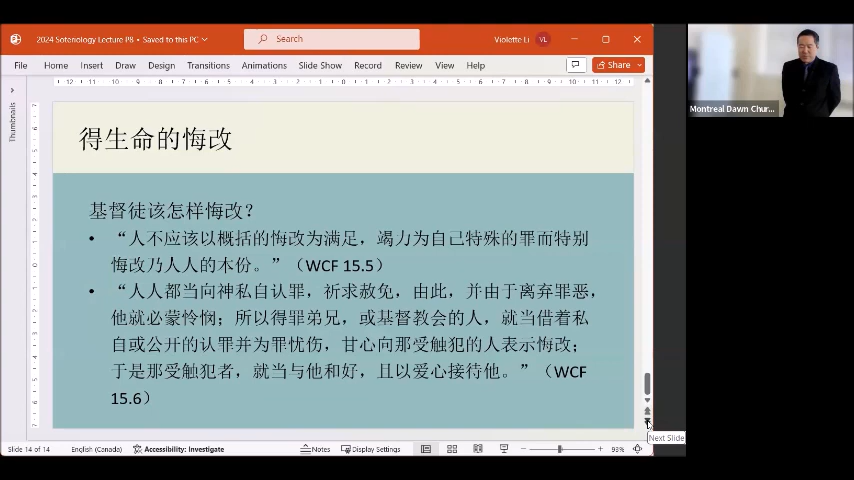 2024 Soteriology Lecture P8 • Saved to this PC
Search
Violette Li
VL
File Home Insert Draw Design Transitions Animations Slide Show Record Review View Help
Share
Thumbnails
得生命的悔改
基督徒该怎样悔改？
• “人不应该以概括的悔改为满足，竭力为自己特殊的罪而特别
悔改乃人人的本份。”（WCF 15.5）
• “人人都当向神私自认罪，祈求赦免，由此，并由于离弃罪恶，
他就必蒙怜悯；所以得罪弟兄，或基督教会的人，就当借着私
自或公开的认罪并为罪忧伤，甘心向那受触犯的人表示悔改；
于是那受触犯者，就当与他和好，且以爱心接待他。”（WCF
15.6）
Next Slide
Slide 14 of 14
English (Canada)
Accessibility: Investigate
Notes
Display Settings
93%
Montreal Dawn Chur...